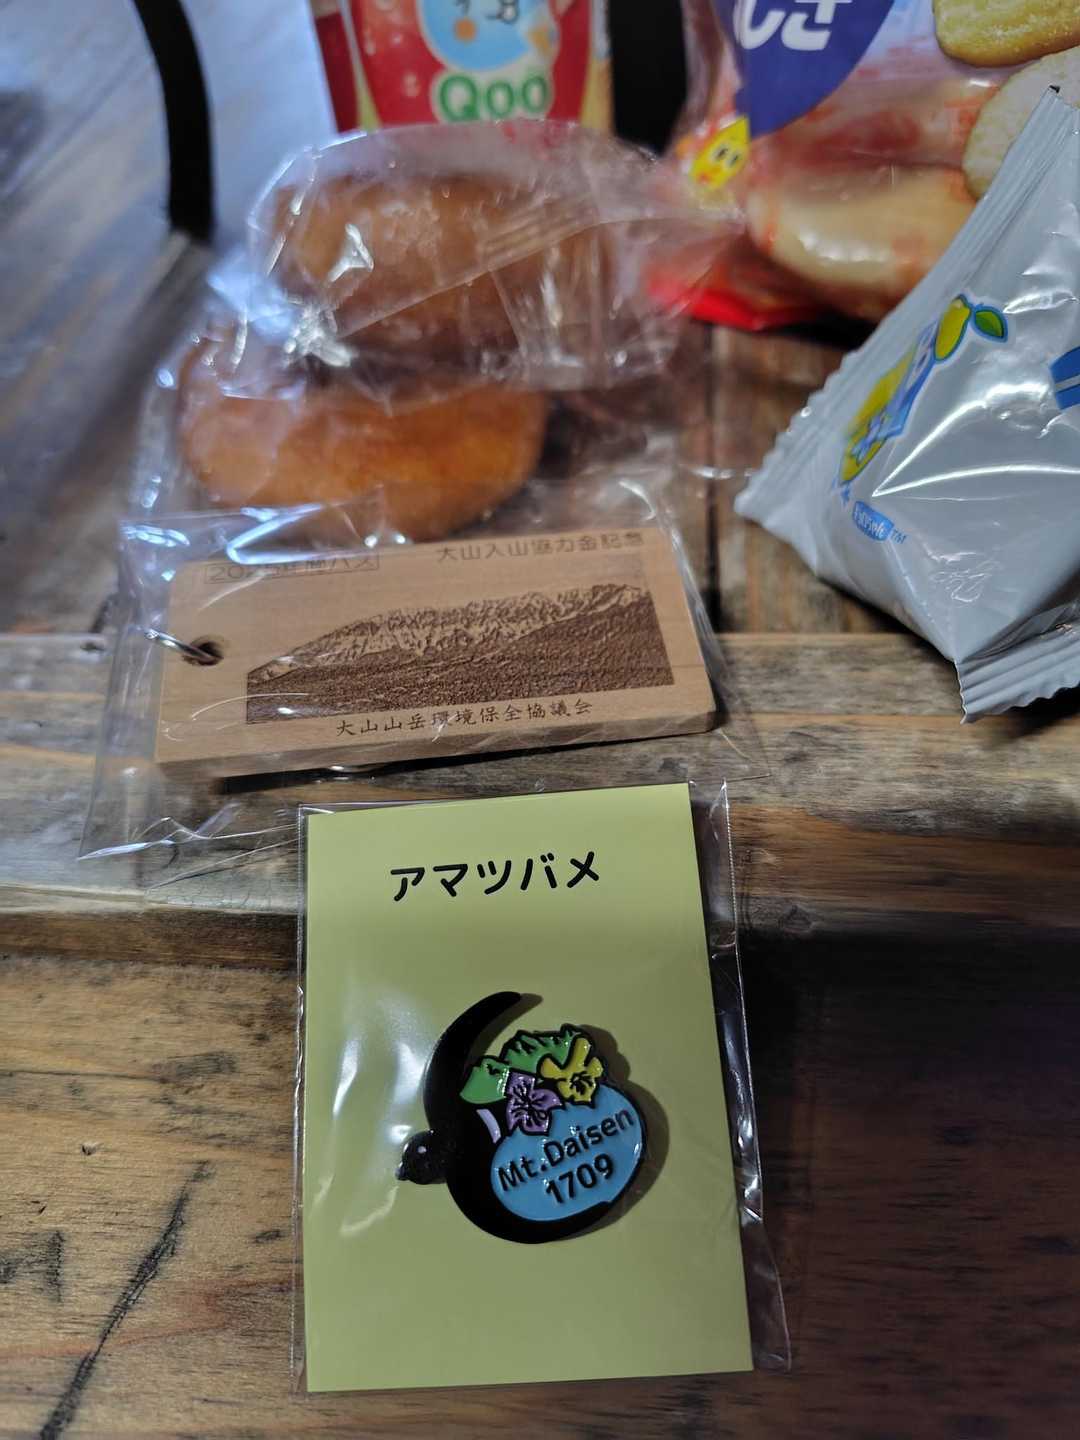 Qoo
大山入山協力金記念
大山山岳環境保全協議会
アマツバメ
Mt.Daisen
1709